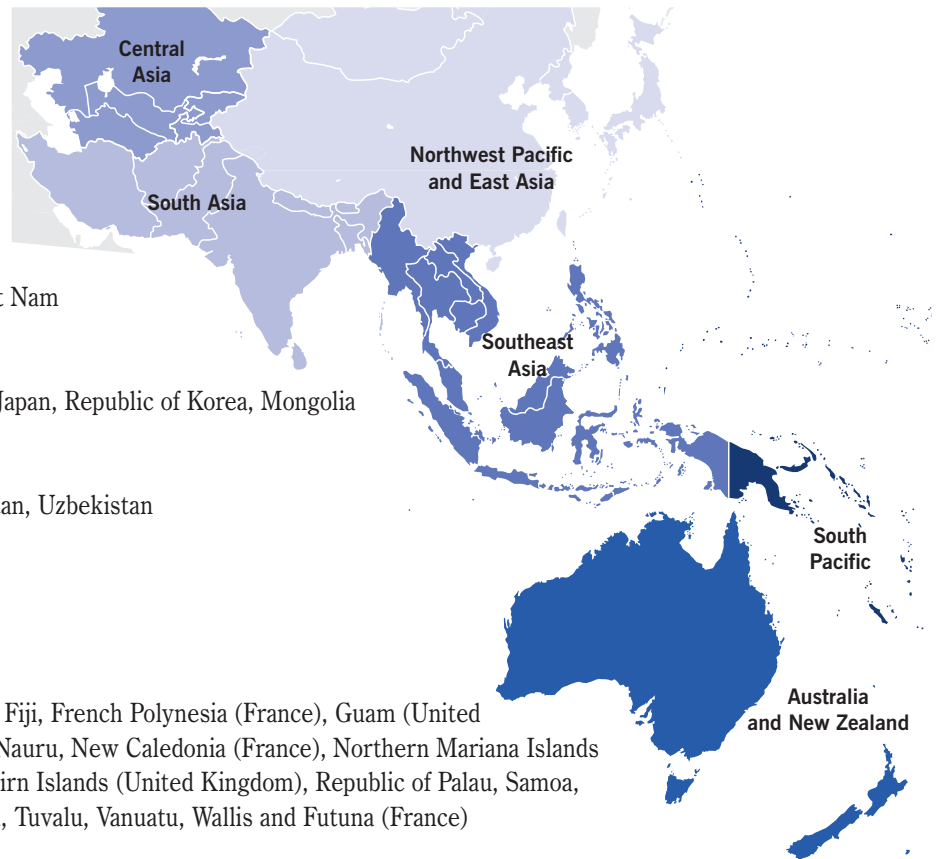 Central
Asia
Northwest Pacific
and East Asia
South Asia
t Nam
Southeast
Asia
Japan, Republic of Korea, Mongolia
tan, Uzbekistan
South
Pacific
Australia
and New Zealand
Fiji, French Polynesia (France), Guam (United
Nauru, New Caledonia (France), Northern Mariana Islands
irn Islands (United Kingdom), Republic of Palau, Samoa,
, Tuvalu, Vanuatu, Wallis and Futuna (France)